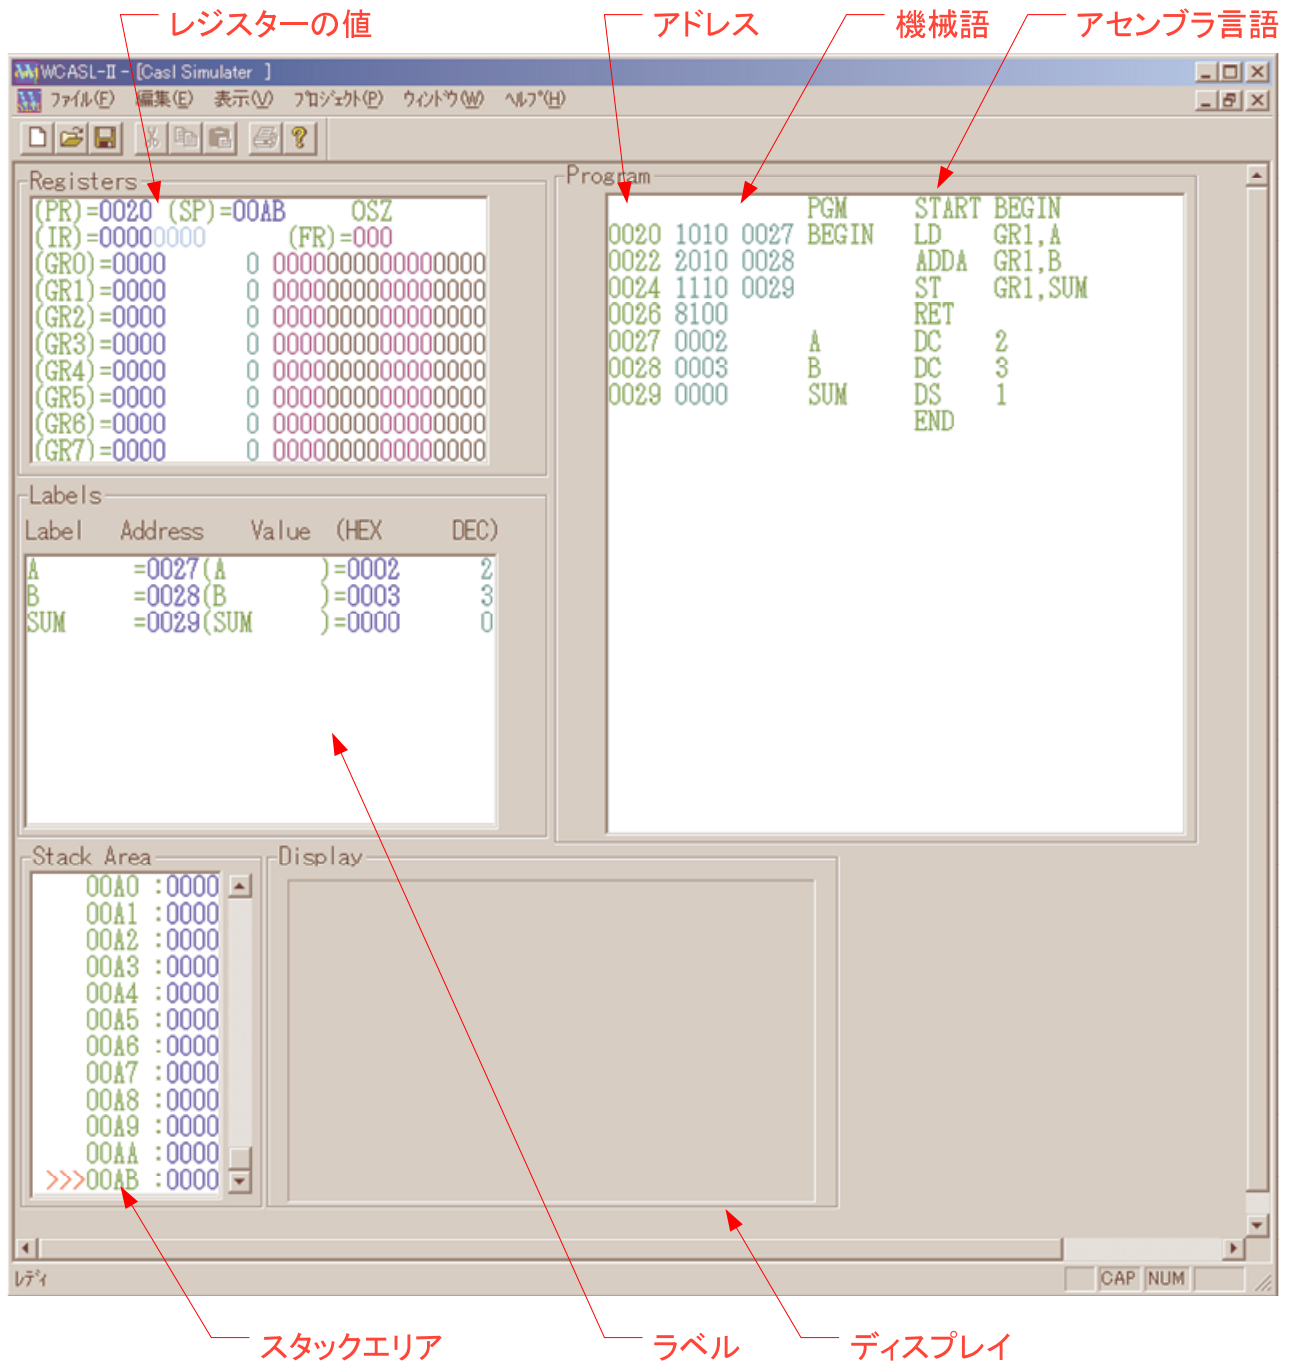 レジスターの値 アドレス 機械語 アセンブラ言語
WCASL-II - [Casl Simulater ]
ファイル(F) 編集(E) 表示(V) プロジェクト(P) ウィンドウ(W) ヘルプ(H)
Registers
(PR)=0020 (SP)=00AB OSZ
(IR)=00000000 (FR)=000
(GR0)=0000 0 0000000000000000
(GR1)=0000 0 0000000000000000
(GR2)=0000 0 0000000000000000
(GR3)=0000 0 0000000000000000
(GR4)=0000 0 0000000000000000
(GR5)=0000 0 0000000000000000
(GR6)=0000 0 0000000000000000
(GR7)=0000 0 0000000000000000
Program
PGM START BEGIN
0020 1010 0027 BEGIN LD GR1,A
0022 2010 0028 ADDA GR1,B
0024 1110 0029 ST GR1,SUM
0026 8100 RET
0027 0002 A DC 2
0028 0003 B DC 3
0029 0000 SUM DS 1
END
Labels
Label Address Value (HEX DEC)
A =0027(A )=0002 2
B =0028(B )=0003 3
SUM =0029(SUM )=0000 0
Stack Area
00A0 :0000
00A1 :0000
00A2 :0000
00A3 :0000
00A4 :0000
00A5 :0000
00A6 :0000
00A7 :0000
00A8 :0000
00A9 :0000
00AA :0000
>>>00AB :0000
Display
レディ CAP NUM
スタックエリア ラベル ディスプレイ